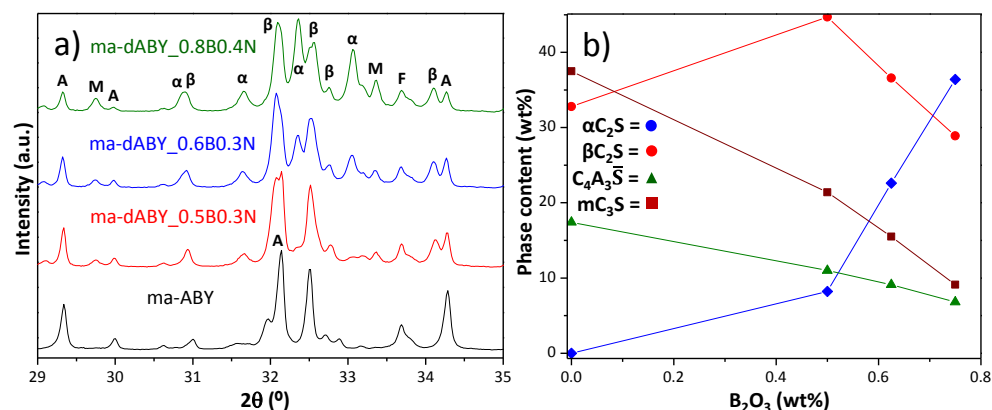 a)
ma-dABY_0.8B0.4N
A M A α β α β α β β α M F β A
ma-dABY_0.6B0.3N
ma-dABY_0.5B0.3N
A
ma-ABY
Intensity (a.u.)
29 30 31 32 33 34 35
2θ (⁰)
b)
αC₂S =
βC₂S =
C₄A₃S̅ =
mC₃S =
Phase content (wt%)
40
30
20
10
0
0.0 0.2 0.4 0.6 0.8
B₂O₃ (wt%)